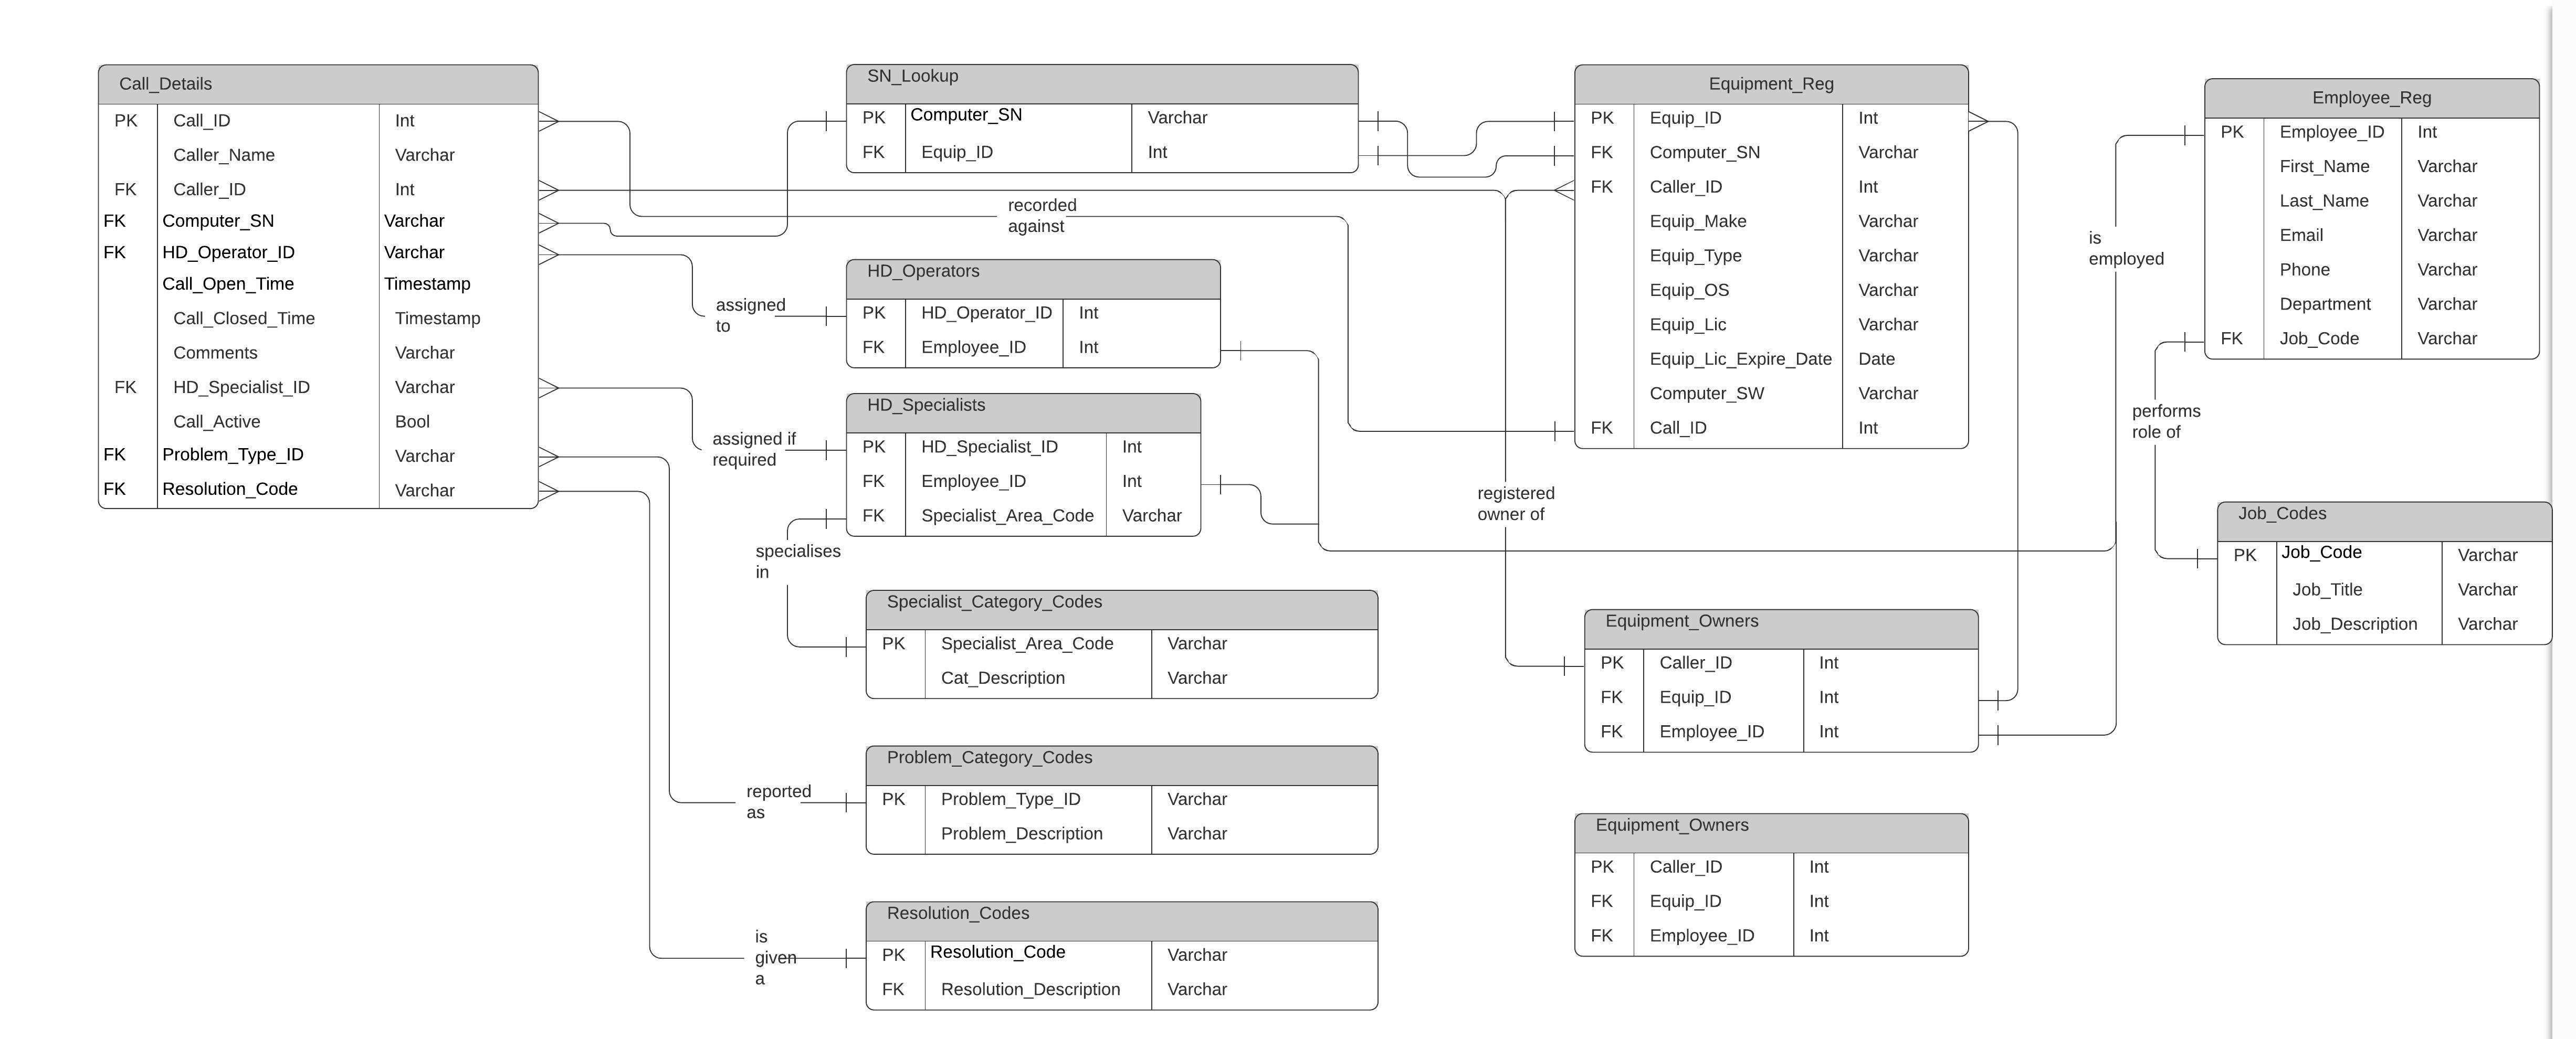 Call_Details
PK Call_ID Int
Caller_Name Varchar
FK Caller_ID Int
FK Computer_SN Varchar
FK HD_Operator_ID Varchar
Call_Open_Time Timestamp
Call_Closed_Time Timestamp
Comments Varchar
FK HD_Specialist_ID Varchar
Call_Active Bool
FK Problem_Type_ID Varchar
FK Resolution_Code Varchar
SN_Lookup
PK Computer_SN Varchar
FK Equip_ID Int
recorded
against
HD_Operators
PK HD_Operator_ID Int
FK Employee_ID Int
assigned
to
HD_Specialists
PK HD_Specialist_ID Int
FK Employee_ID Int
FK Specialist_Area_Code Varchar
assigned if
required
specialises
in
Specialist_Category_Codes
PK Specialist_Area_Code Varchar
Cat_Description Varchar
Problem_Category_Codes
PK Problem_Type_ID Varchar
Problem_Description Varchar
reported
as
Resolution_Codes
PK Resolution_Code Varchar
FK Resolution_Description Varchar
is
given
a
Equipment_Reg
PK Equip_ID Int
FK Computer_SN Varchar
FK Caller_ID Int
Equip_Make Varchar
Equip_Type Varchar
Equip_OS Varchar
Equip_Lic Varchar
Equip_Lic_Expire_Date Date
Computer_SW Varchar
FK Call_ID Int
registered
owner of
Equipment_Owners
PK Caller_ID Int
FK Equip_ID Int
FK Employee_ID Int
Equipment_Owners
PK Caller_ID Int
FK Equip_ID Int
FK Employee_ID Int
Employee_Reg
PK Employee_ID Int
First_Name Varchar
Last_Name Varchar
Email Varchar
Phone Varchar
Department Varchar
FK Job_Code Varchar
is
employed
performs
role of
Job_Codes
PK Job_Code Varchar
Job_Title Varchar
Job_Description Varchar